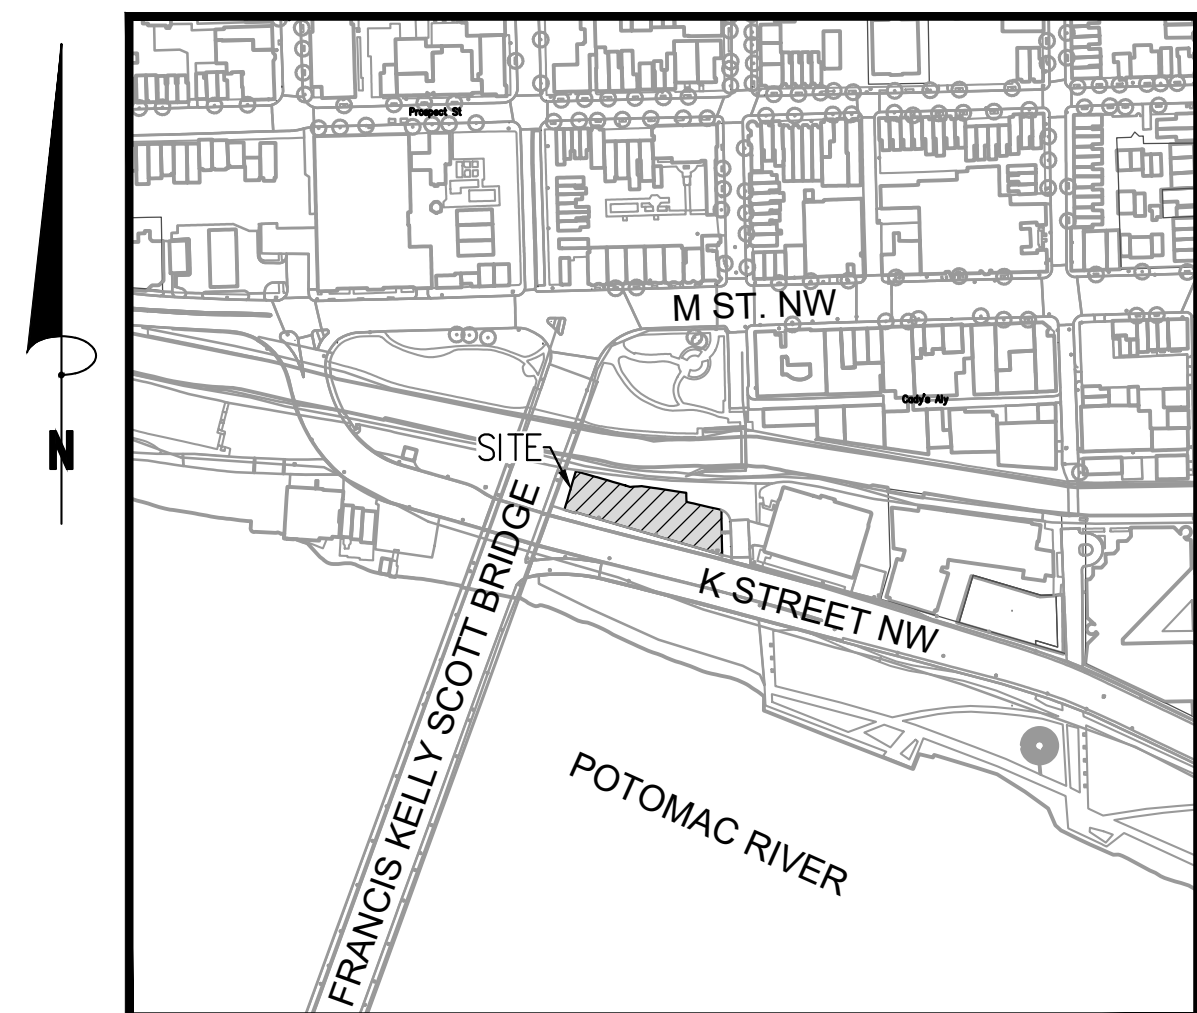 Prospect St
M ST. NW
Cady's Aly
N
SITE
K STREET NW
FRANCIS KELLY SCOTT BRIDGE
POTOMAC RIVER